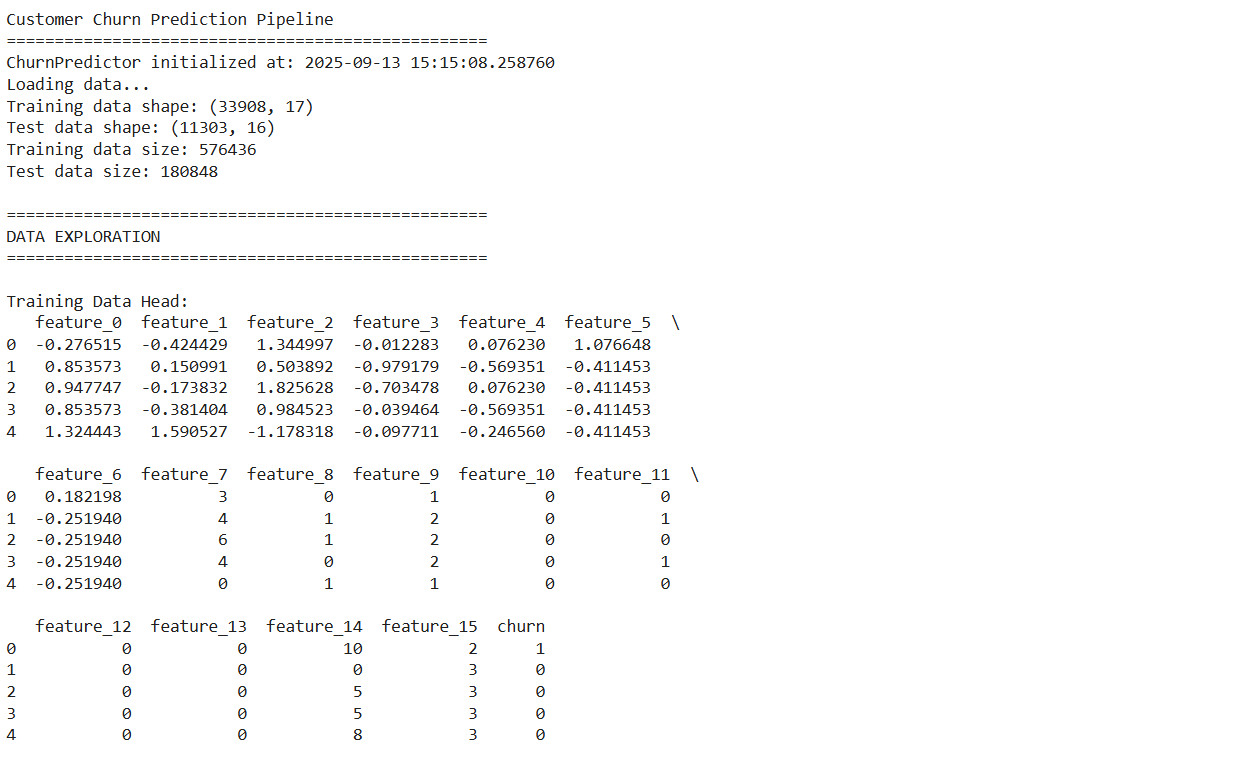 Customer Churn Prediction Pipeline
==================================================
ChurnPredictor initialized at: 2025-09-13 15:15:08.258760
Loading data...
Training data shape: (33908, 17)
Test data shape: (11303, 16)
Training data size: 576436
Test data size: 180848

==================================================
DATA EXPLORATION
==================================================

Training Data Head:
   feature_0  feature_1  feature_2  feature_3  feature_4  feature_5  \
0  -0.276515  -0.424429   1.344997  -0.012283   0.076230   1.076648
1   0.853573   0.150991   0.503892  -0.979179  -0.569351  -0.411453
2   0.947747  -0.173832   1.825628  -0.703478   0.076230  -0.411453
3   0.853573  -0.381404   0.984523  -0.039464  -0.569351  -0.411453
4   1.324443   1.590527  -1.178318  -0.097711  -0.246560  -0.411453

   feature_6  feature_7  feature_8  feature_9  feature_10  feature_11  \
0   0.182198          3          0          1           0           0
1  -0.251940          4          1          2           0           1
2  -0.251940          6          1          2           0           0
3  -0.251940          4          0          2           0           1
4  -0.251940          0          1          1           0           0

   feature_12  feature_13  feature_14  feature_15  churn
0           0           0          10           2      1
1           0           0           0           3      0
2           0           0           5           3      0
3           0           0           5           3      0
4           0           0           8           3      0